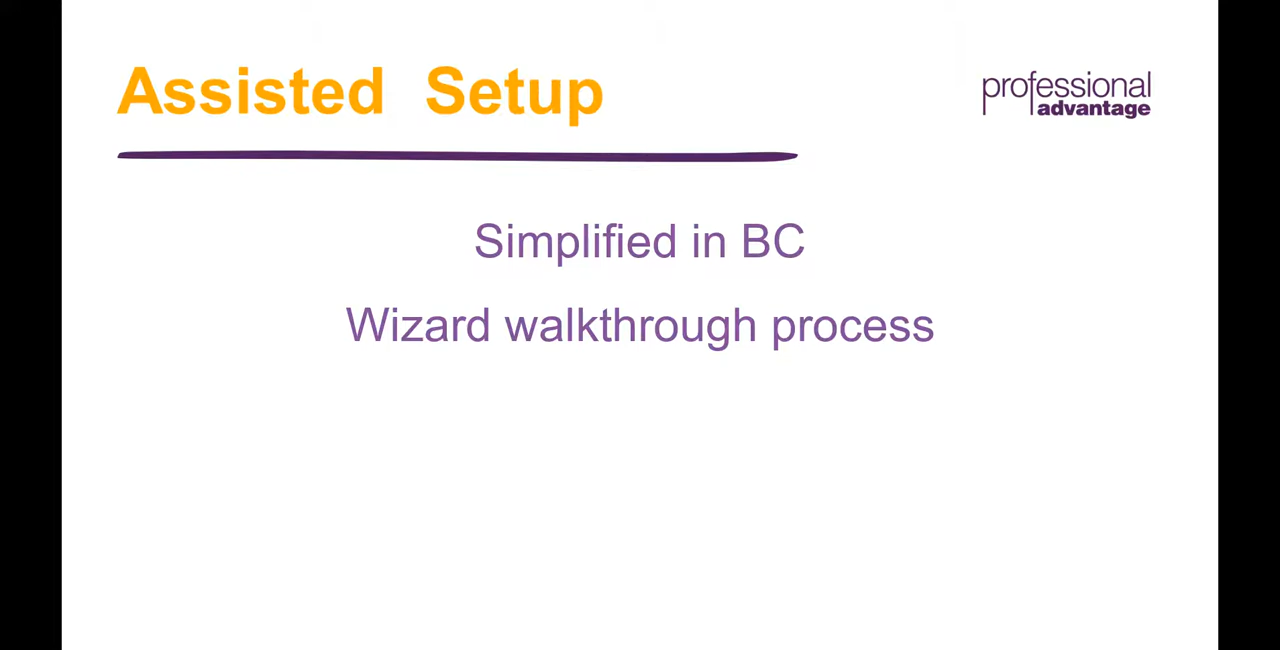 Assisted Setup
professional
advantage
Simplified in BC
Wizard walkthrough process